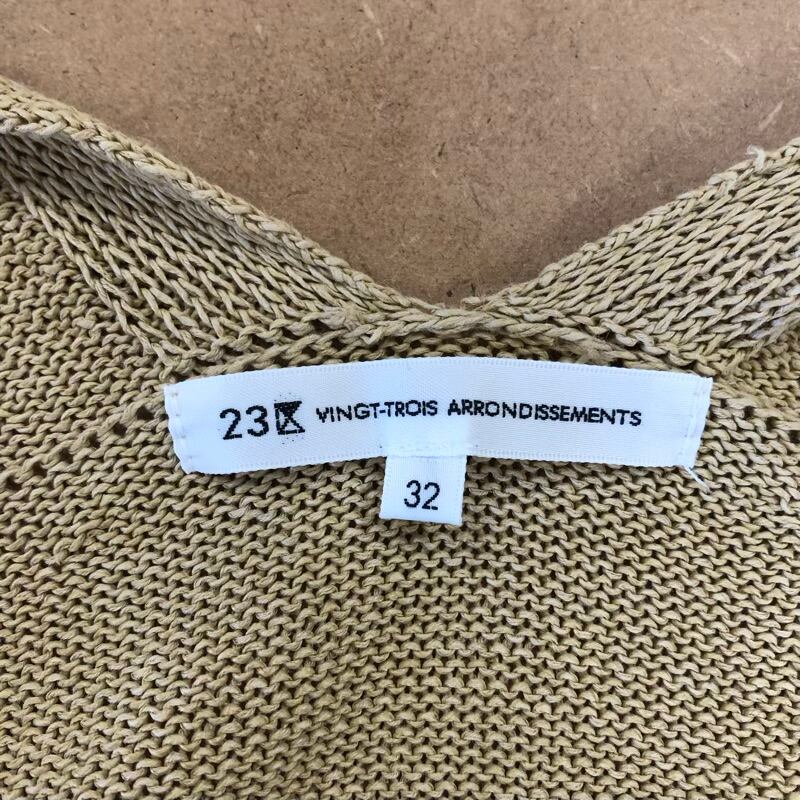 23区 VINGT-TROIS ARRONDISSEMENTS
32